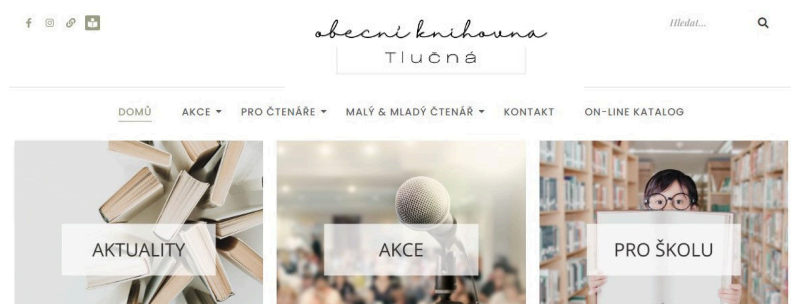 obecní knihovna
Tlučná
Hledat...
DOMŮ AKCE PRO ČTENÁŘE MALÝ & MLADÝ ČTENÁŘ KONTAKT ON-LINE KATALOG
AKTUALITY AKCE PRO ŠKOLU